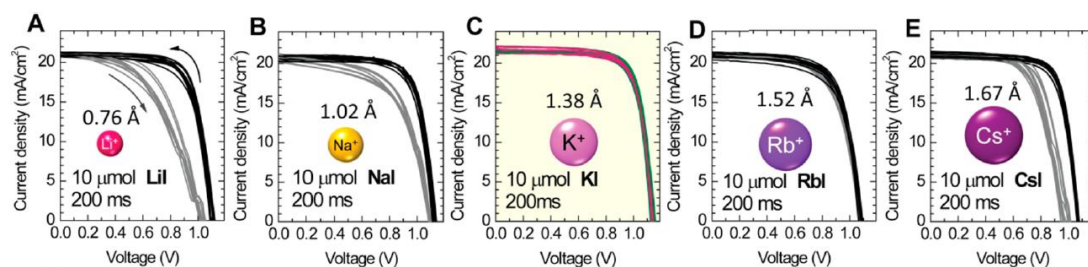 A
Current density (mA/cm²)
20
15
10
5
0
0.76 Å
Li⁺
10 μmol LiI
200 ms
0.0 0.2 0.4 0.6 0.8 1.0
Voltage (V)
B
Current density (mA/cm²)
20
15
10
5
0
1.02 Å
Na⁺
10 μmol NaI
200 ms
0.0 0.2 0.4 0.6 0.8 1.0
Voltage (V)
C
Current density (mA/cm²)
20
15
10
5
0
1.38 Å
K⁺
10 μmol KI
200ms
0.0 0.2 0.4 0.6 0.8 1.0
Voltage (V)
D
Current density (mA/cm²)
20
15
10
5
0
1.52 Å
Rb⁺
10 μmol RbI
200 ms
0.0 0.2 0.4 0.6 0.8 1.0
Voltage (V)
E
Current density (mA/cm²)
20
15
10
5
0
1.67 Å
Cs⁺
10 μmol CsI
200 ms
0.0 0.2 0.4 0.6 0.8 1.0
Voltage (V)